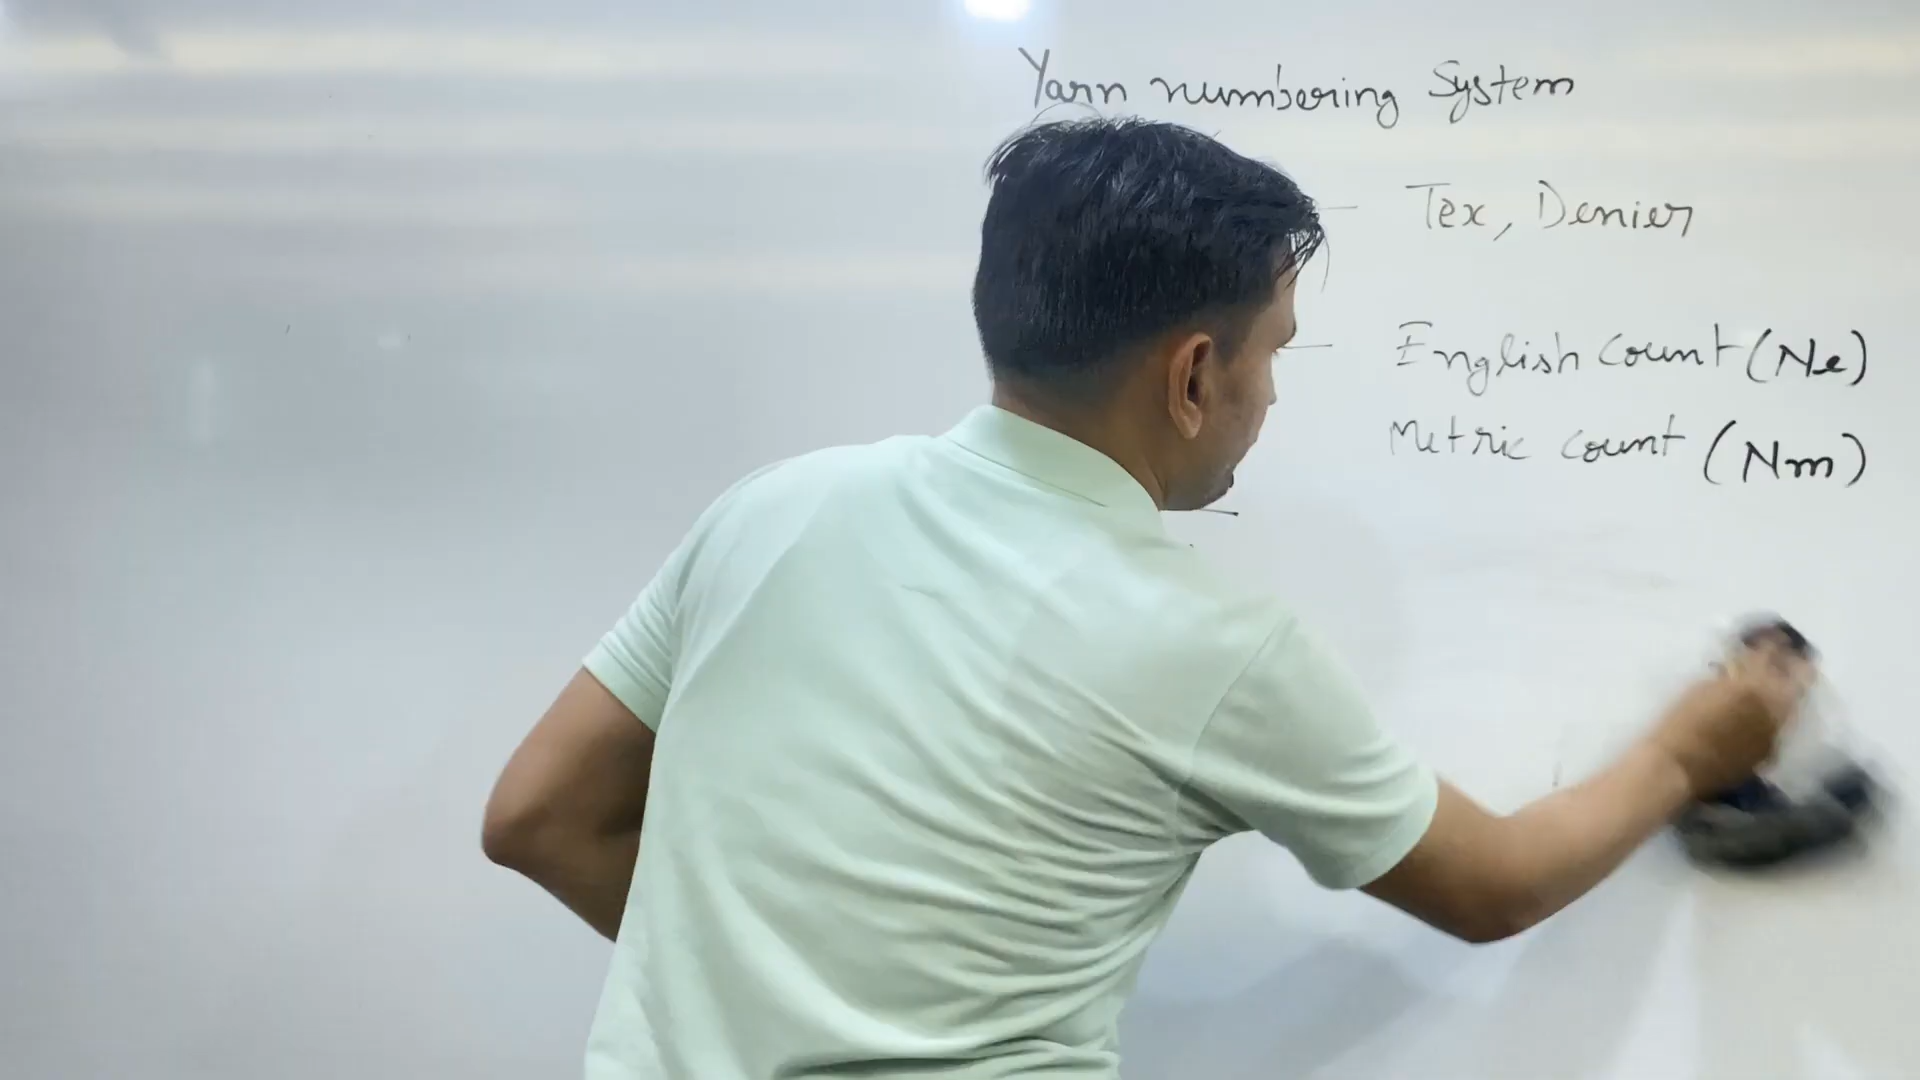 Yarn numbering System
Tex, Denier
English count (Ne)
Metric count (Nm)